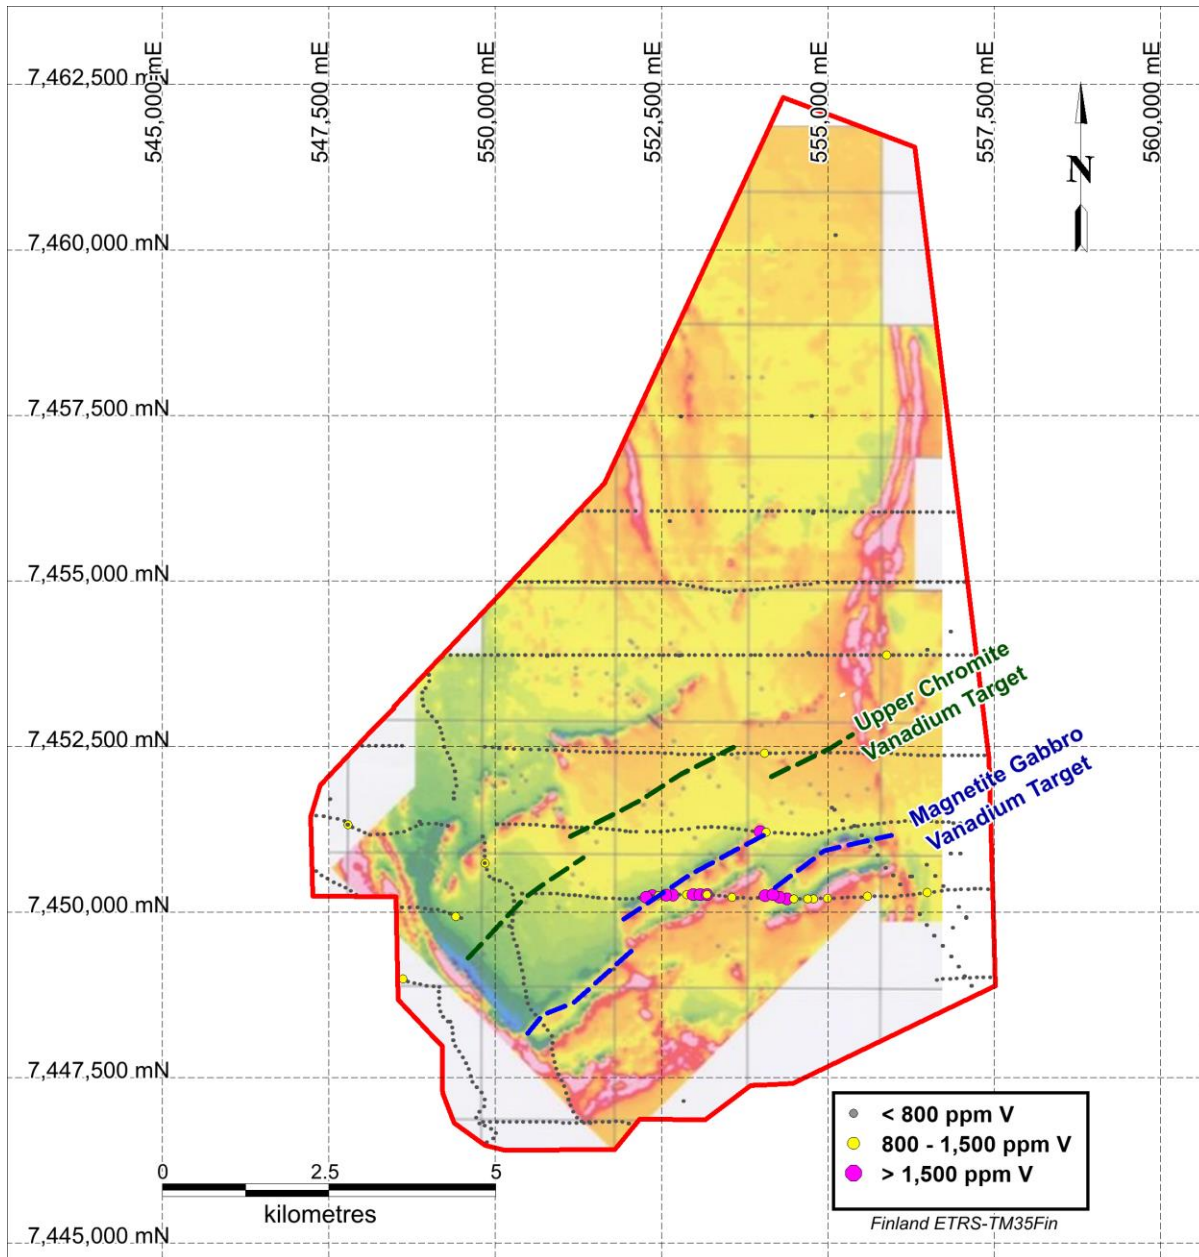 545,000 mE
547,500 mE
550,000 mE
552,500 mE
555,000 mE
557,500 mE
560,000 mE
7,462,500 mN
7,460,000 mN
7,457,500 mN
7,455,000 mN
7,452,500 mN
7,450,000 mN
7,447,500 mN
7,445,000 mN
N
Upper Chromite
Vanadium Target
Magnetite Gabbro
Vanadium Target
0 2.5 5
kilometres
< 800 ppm V
800 - 1,500 ppm V
> 1,500 ppm V
Finland ETRS-TM35Fin